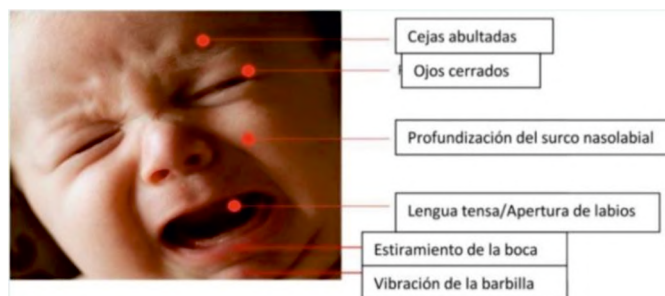 Cejas abultadas
Ojos cerrados
Profundización del surco nasolabial
Lengua tensa/Apertura de labios
Estiramiento de la boca
Vibración de la barbilla